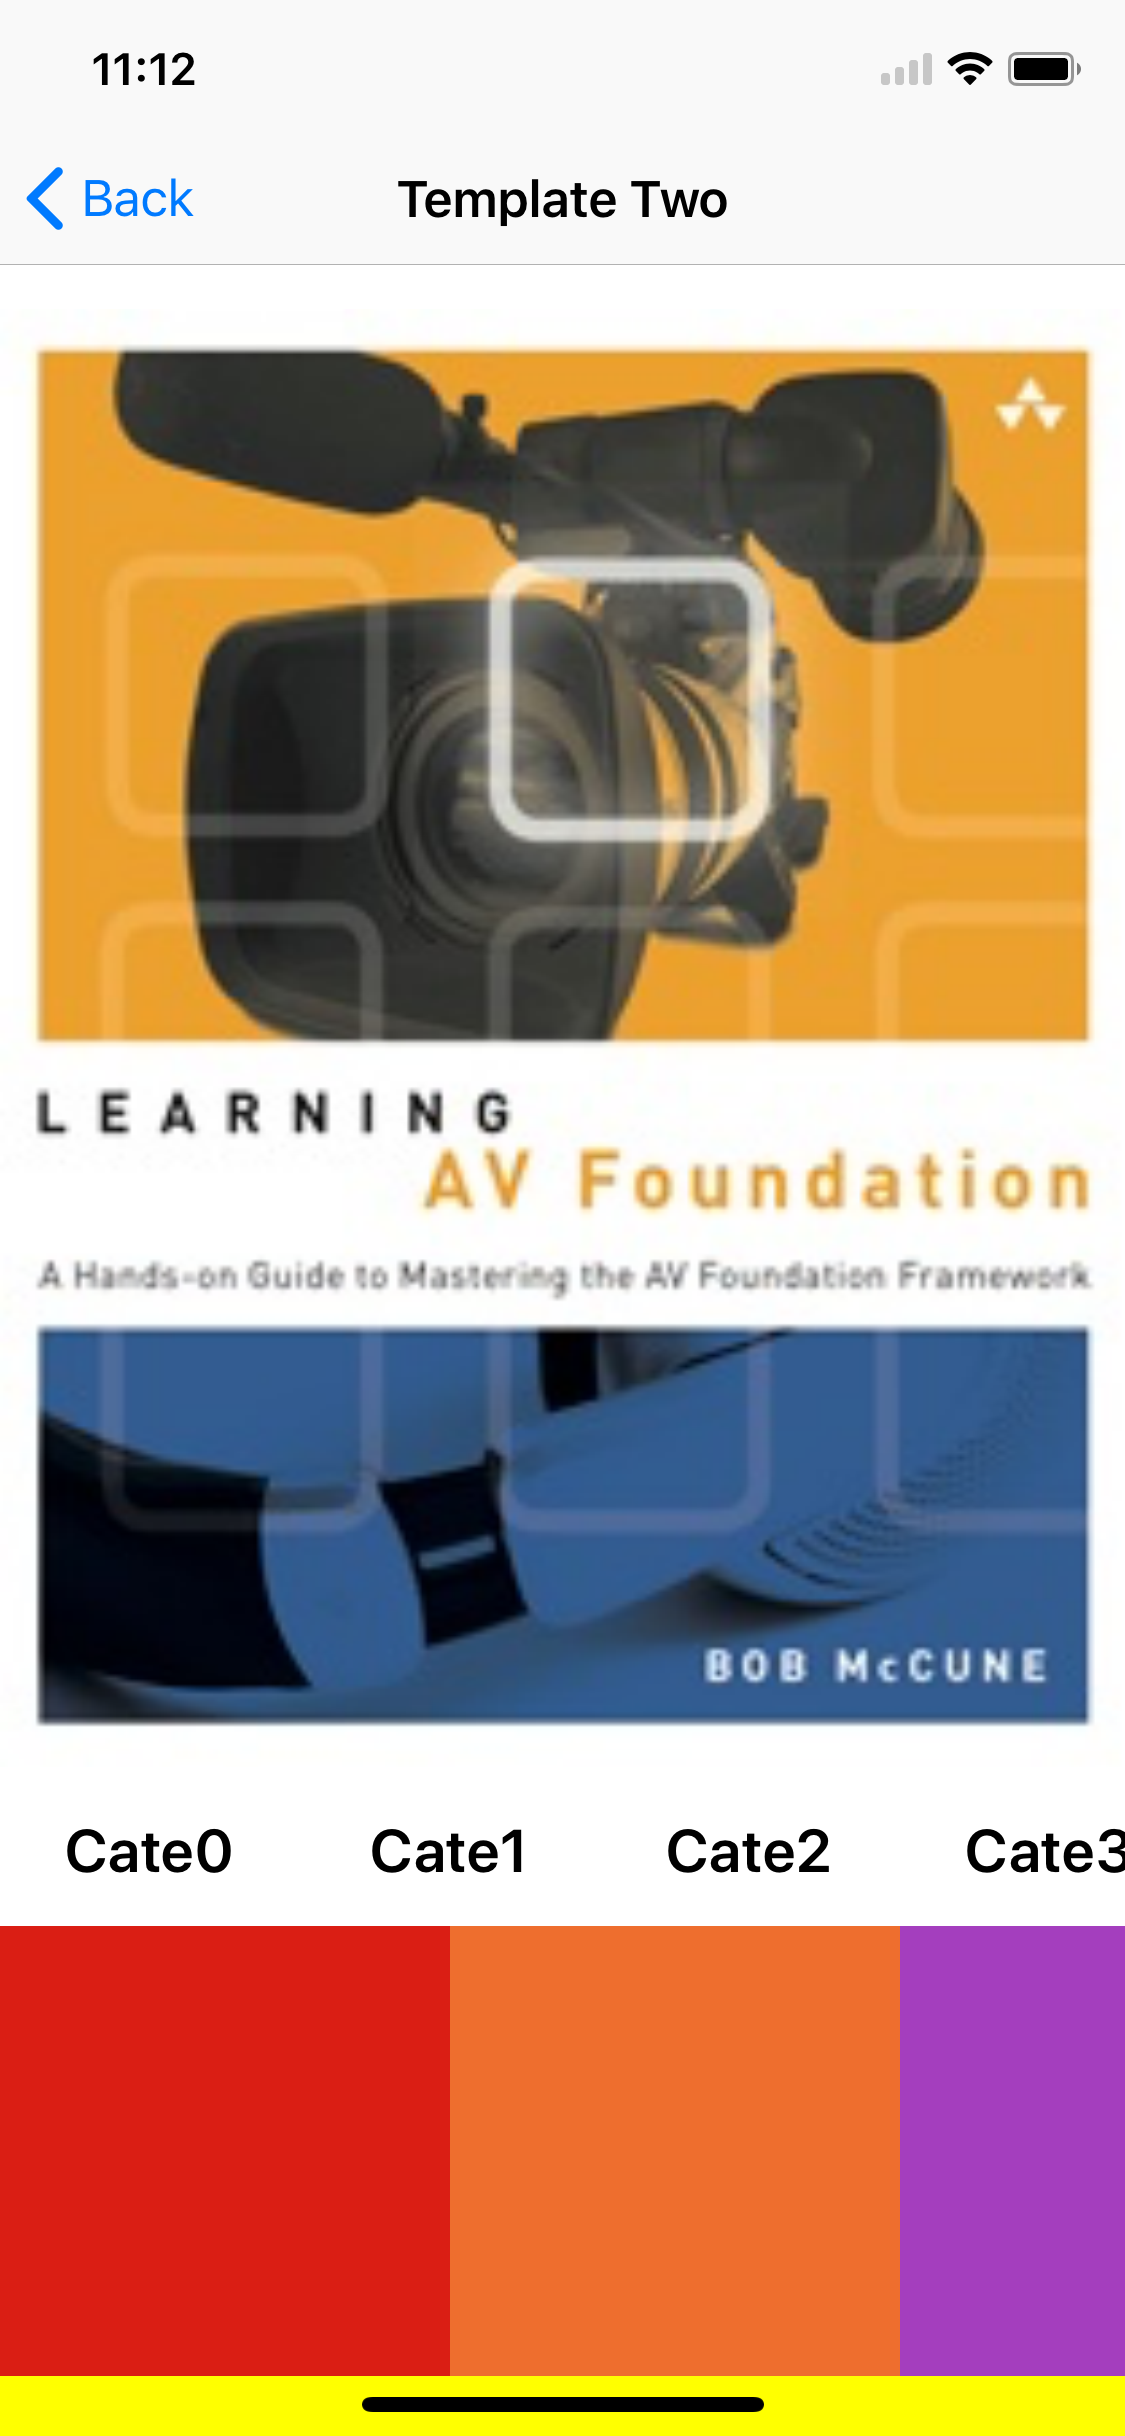 11:12
Back
Template Two
LEARNING
AV Foundation
A Hands-on Guide to Mastering the AV Foundation Framework
BOB McCUNE
Cate0 Cate1 Cate2 Cate3